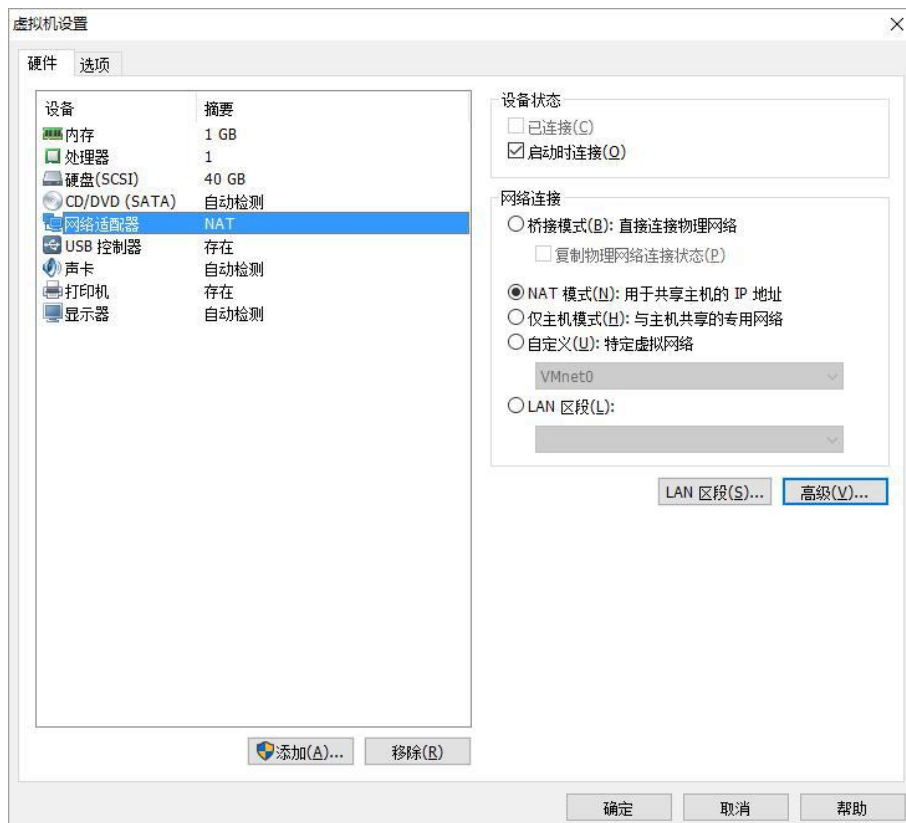 虚拟机设置
硬件 选项
设备 摘要
内存 1 GB
处理器 1
硬盘(SCSI) 40 GB
CD/DVD (SATA) 自动检测
网络适配器 NAT
USB 控制器 存在
声卡 自动检测
打印机 存在
显示器 自动检测
添加(A)... 移除(R)
设备状态
已连接(C)
启动时连接(O)
网络连接
桥接模式(B): 直接连接物理网络
复制物理网络连接状态(P)
NAT 模式(N): 用于共享主机的 IP 地址
仅主机模式(H): 与主机共享的专用网络
自定义(U): 特定虚拟网络
VMnet0
LAN 区段(L):
LAN 区段(S)... 高级(V)...
确定 取消 帮助